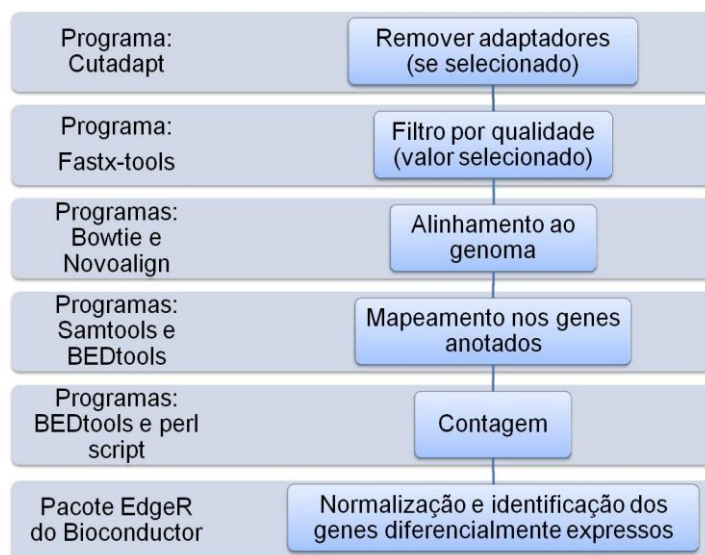 Programa:
Cutadapt
Remover adaptadores
(se selecionado)
Programa:
Fastx-tools
Filtro por qualidade
(valor selecionado)
Programas:
Bowtie e
Novoalign
Alinhamento ao
genoma
Programas:
Samtools e
BEDtools
Mapeamento nos genes
anotados
Programas:
BEDtools e perl
script
Contagem
Pacote EdgeR
do Bioconductor
Normalização e identificação dos
genes diferencialmente expressos